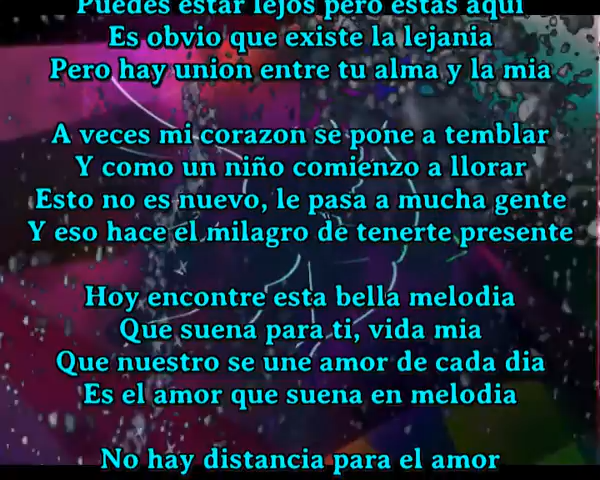 Puedes estar lejos pero estas aqui
Es obvio que existe la lejania
Pero hay union entre tu alma y la mia
A veces mi corazon se pone a temblar
Y como un niño comienzo a llorar
Esto no es nuevo, le pasa a mucha gente
Y eso hace el milagro de tenerte presente
Hoy encontre esta bella melodia
Que suena para ti, vida mia
Que nuestro se une amor de cada dia
Es el amor que suena en melodia
No hay distancia para el amor